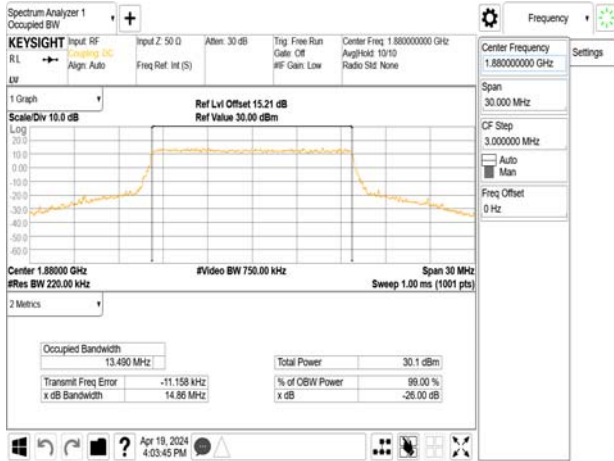 Spectrum Analyzer 1
Occupied BW
Frequency
KEYSIGHT Input: RF
Coupling: DC
Align: Auto
RL
LXI
Input Z: 50 Ω
Freq Ref: Int (S)
Atten: 30 dB
Trig: Free Run
Gate: Off
#IF Gain: Low
Center Freq: 1.880000000 GHz
Avg|Hold: 10/10
Radio Std: None
Center Frequency
1.880000000 GHz
Settings
Span
30.000 MHz
CF Step
3.000000 MHz
Auto
Man
Freq Offset
0 Hz
1 Graph
Scale/Div 10.0 dB
Ref Lvl Offset 15.21 dB
Ref Value 30.00 dBm
Log
20.0
10.0
0.00
-10.0
-20.0
-30.0
-40.0
-50.0
-60.0
Center 1.88000 GHz
#Video BW 750.00 kHz
Span 30 MHz
#Res BW 220.00 kHz
Sweep 1.00 ms (1001 pts)
2 Metrics
Occupied Bandwidth
13.490 MHz
Total Power 30.1 dBm
Transmit Freq Error -11.158 kHz
% of OBW Power 99.00 %
x dB Bandwidth 14.86 MHz
x dB -26.00 dB
Apr 19, 2024
4:03:45 PM